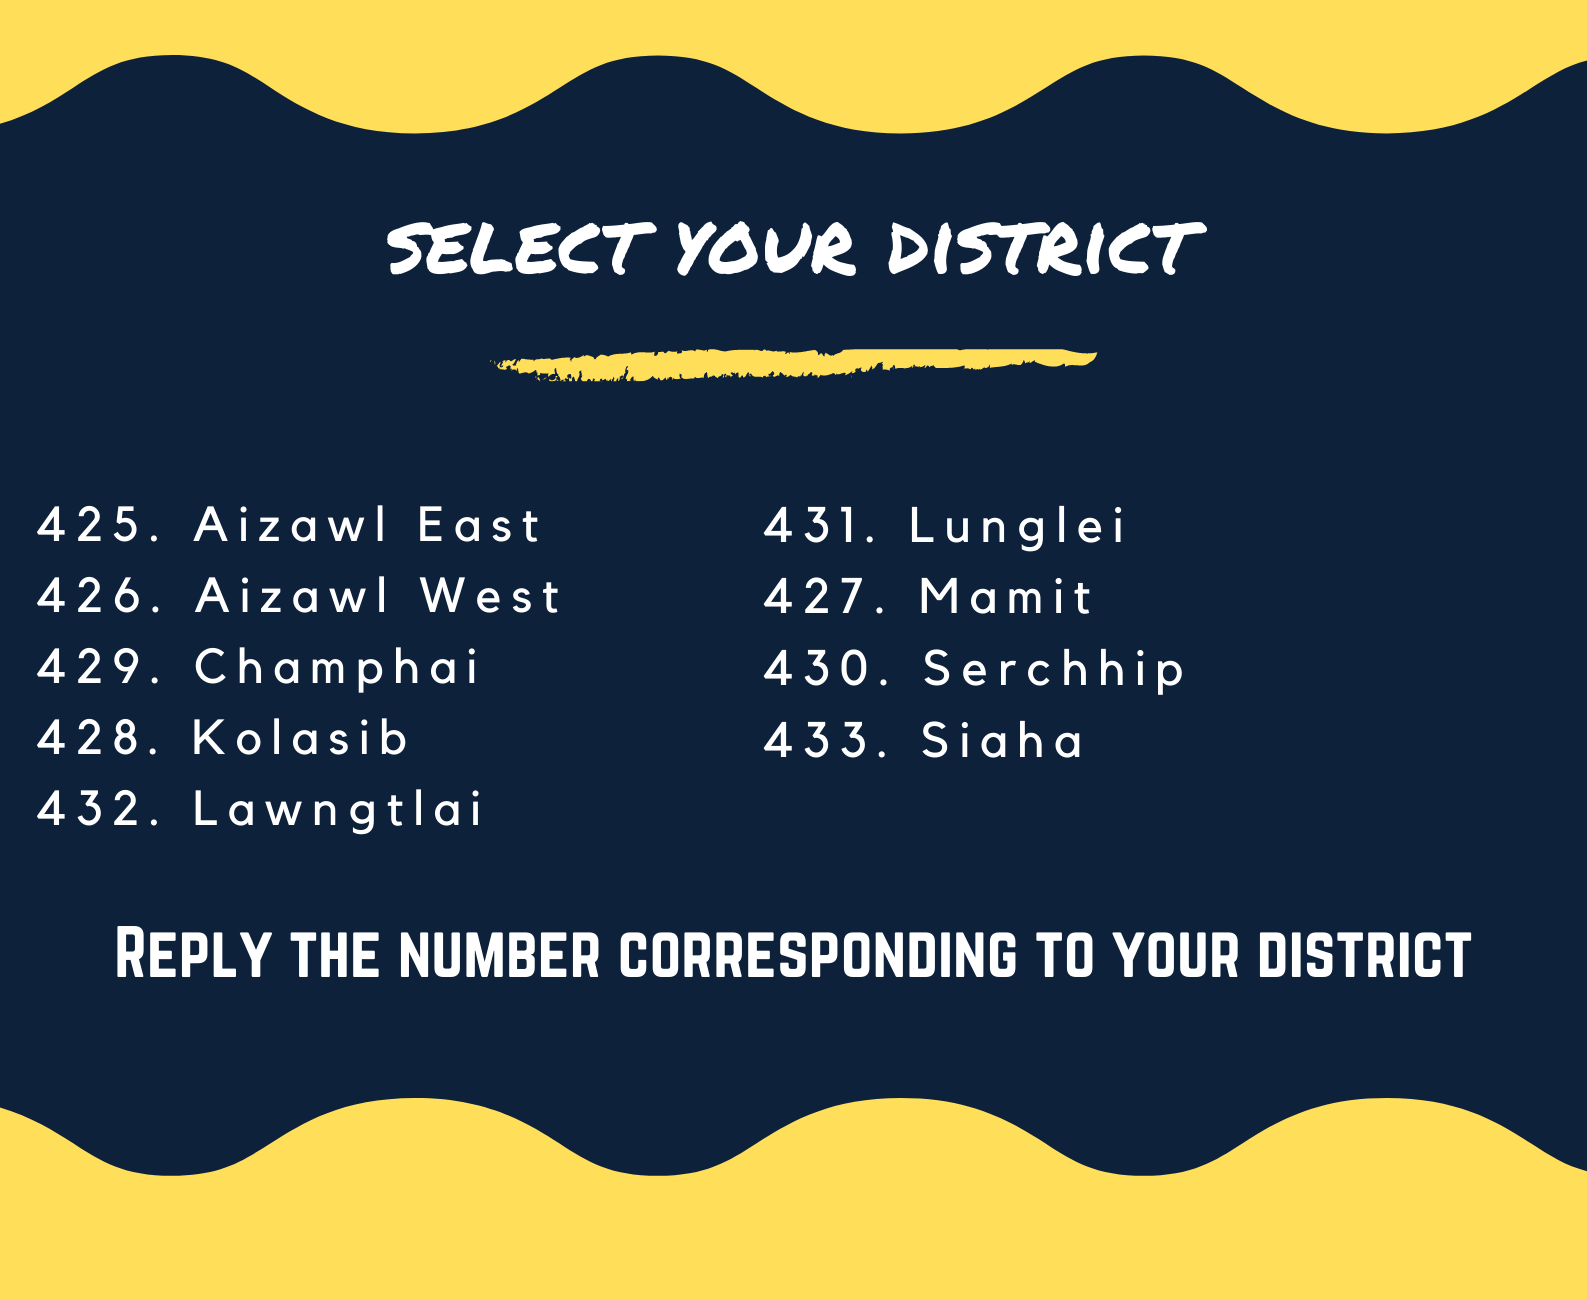 SELECT YOUR DISTRICT
425. Aizawl East
426. Aizawl West
429. Champhai
428. Kolasib
432. Lawngtlai
431. Lunglei
427. Mamit
430. Serchhip
433. Siaha
Reply the number corresponding to your district